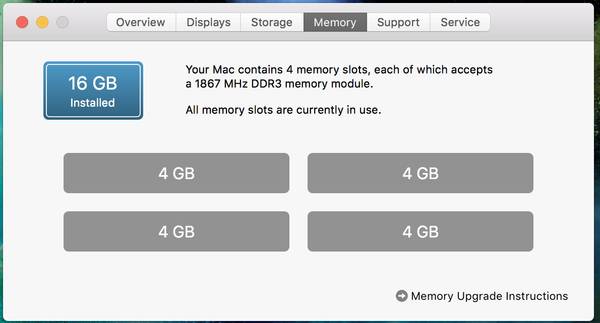 Overview Displays Storage Memory Support Service
16 GB
Installed
Your Mac contains 4 memory slots, each of which accepts
a 1867 MHz DDR3 memory module.
All memory slots are currently in use.
4 GB 4 GB
4 GB 4 GB
Memory Upgrade Instructions